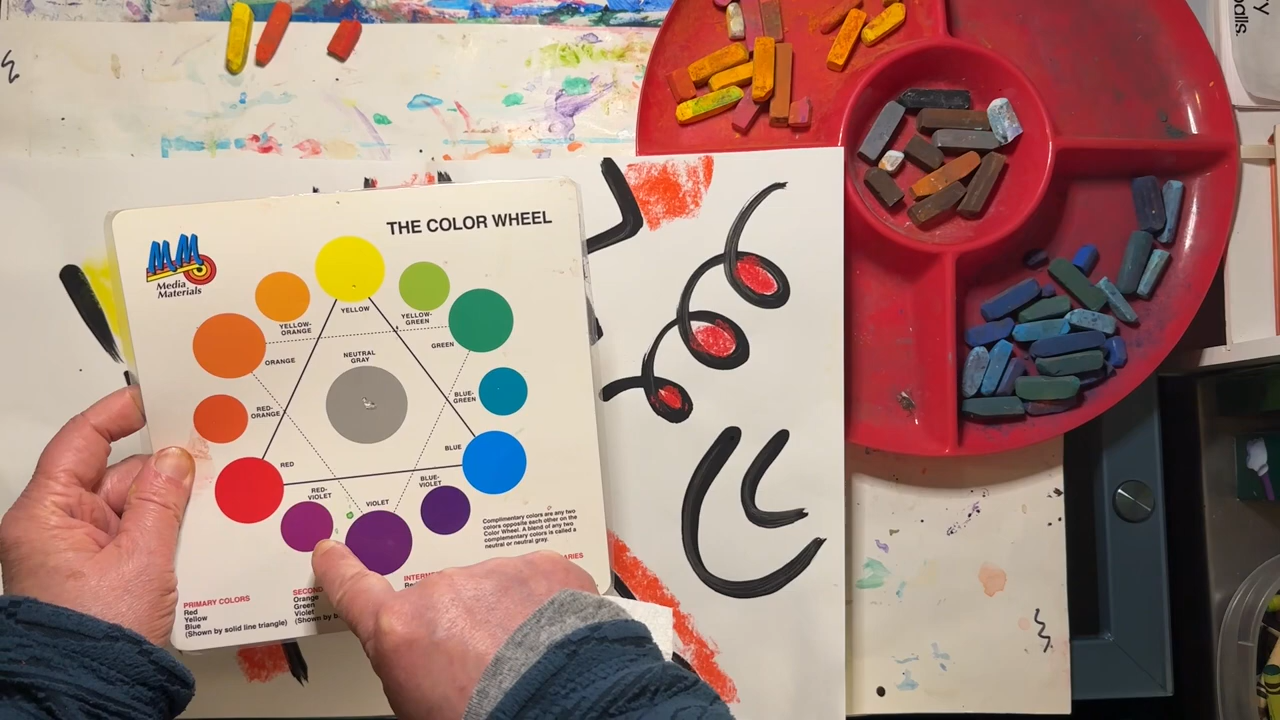 THE COLOR WHEEL
MM
Media
Materials
YELLOW
YELLOW-
ORANGE
YELLOW-
GREEN
ORANGE
GREEN
NEUTRAL
GRAY
RED-
ORANGE
BLUE-
GREEN
BLUE
RED
RED-
VIOLET
BLUE-
VIOLET
VIOLET
Complimentary colors are any two
colors opposite each other on the
Color Wheel. A blend of any two
complementary colors is called a
neutral or neutral gray.
PRIMARY COLORS
Red
Yellow
Blue
(Shown by solid line triangle)
Orange
Green
Violet
(Shown by